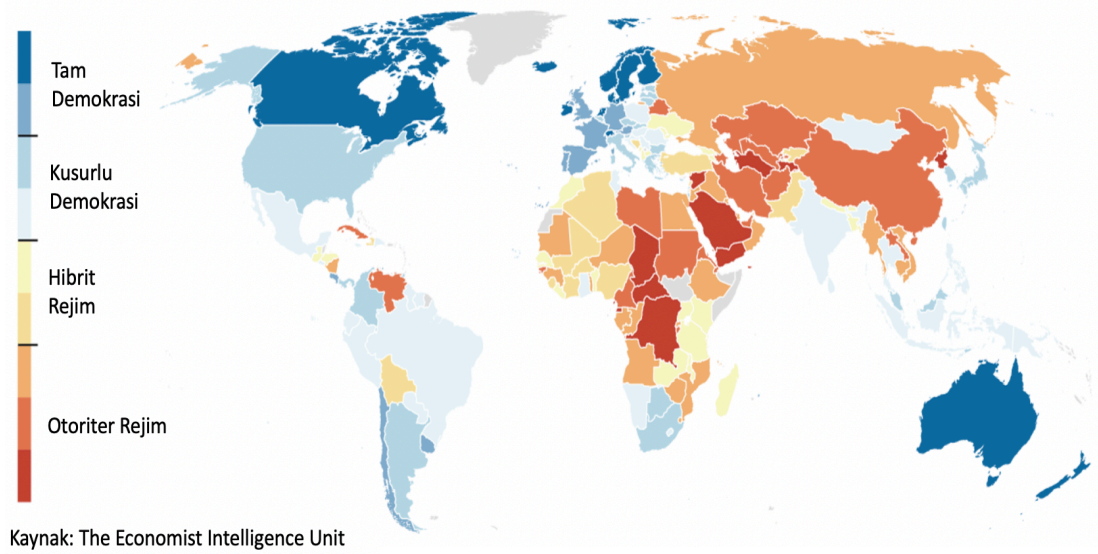 Tam
Demokrasi
Kusurlu
Demokrasi
Hibrit
Rejim
Otoriter Rejim
Kaynak: The Economist Intelligence Unit